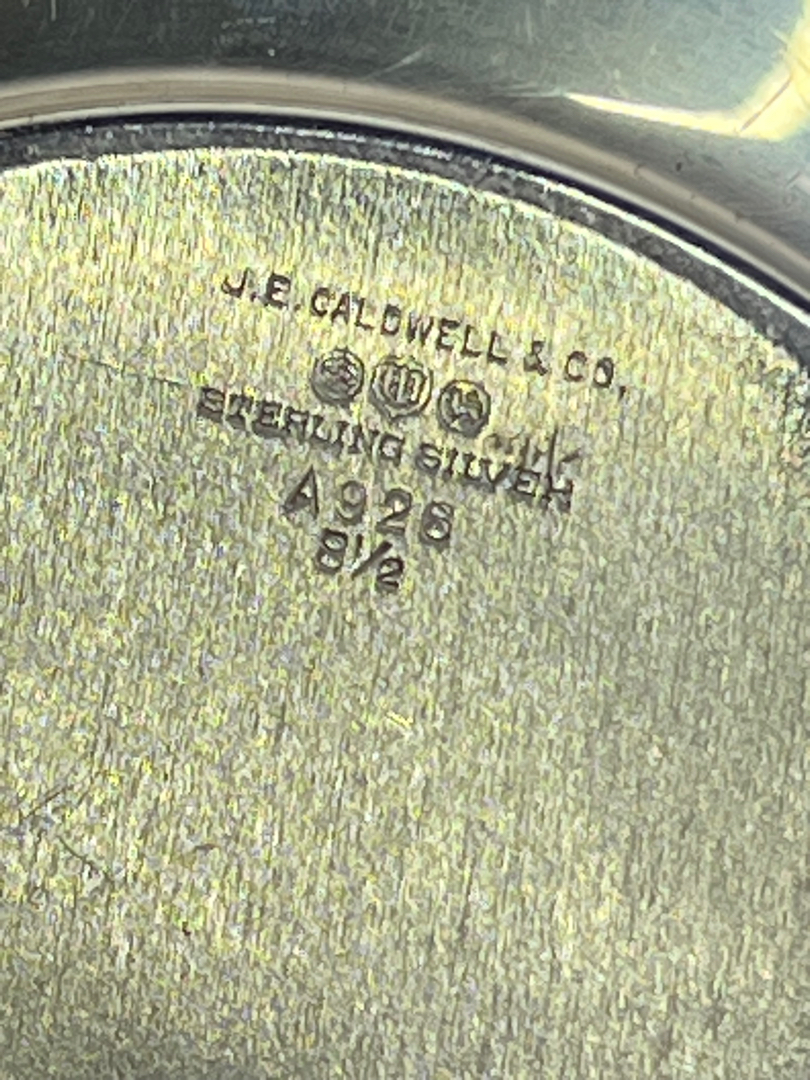 J.E. CALDWELL & CO.
STERLING SILVER
A926
8½